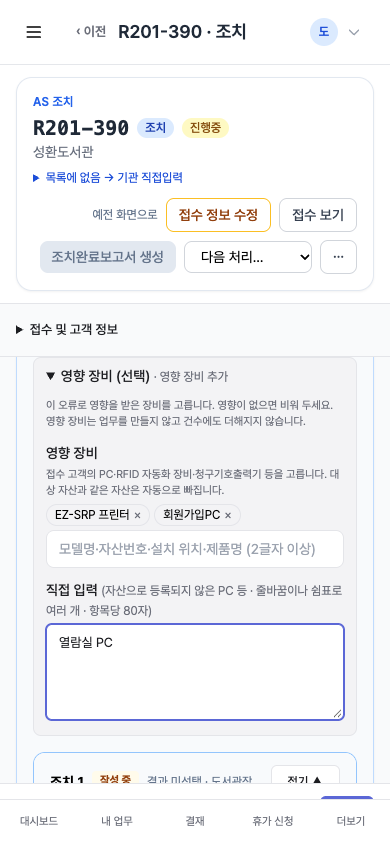 ‹ 이전 R201-390 · 조치 도
AS 조치
R201-390 조치 진행중
성환도서관
▶ 목록에 없음 → 기관 직접입력
예전 화면으로 접수 정보 수정 접수 보기
조치완료보고서 생성 다음 처리... ···
▶ 접수 및 고객 정보
▼ 영향 장비 (선택) · 영향 장비 추가
이 오류로 영향을 받은 장비를 고릅니다. 영향이 없으면 비워 두세요.
영향 장비는 업무를 만들지 않고 건수에도 더해지지 않습니다.
영향 장비
접수 고객의 PC·RFID 자동화 장비·청구기호출력기 등을 고릅니다. 대
상 자산과 같은 자산은 자동으로 빠집니다.
EZ-SRP 프린터 × 회원가입PC ×
모델명·자산번호·설치 위치·제품명 (2글자 이상)
직접 입력 (자산으로 등록되지 않은 PC 등 · 줄바꿈이나 쉼표로
여러 개 · 항목당 80자)
열람실 PC
조치 1 작성 중 결과 미선택 · 도서관장 접기 ▲
대시보드 내 업무 결재 휴가 신청 더보기